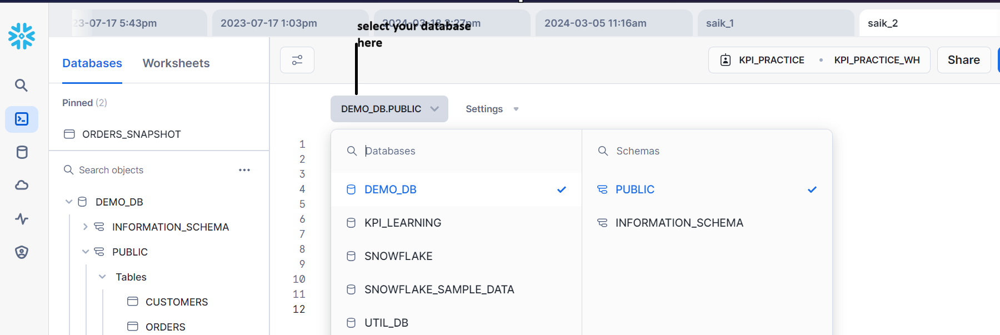 23-07-17 5:43pm
2023-07-17 1:03pm
2024-03-18 3:27pm
2024-03-05 11:16am
saik_1
saik_2
select your database
here
Databases
Worksheets
KPI_PRACTICE • KPI_PRACTICE_WH
Share
Pinned (2)
ORDERS_SNAPSHOT
Search objects
DEMO_DB
INFORMATION_SCHEMA
PUBLIC
Tables
CUSTOMERS
ORDERS
DEMO_DB.PUBLIC
Settings
1
2
3
4
5
6
7
8
9
10
11
12
Databases
DEMO_DB
KPI_LEARNING
SNOWFLAKE
SNOWFLAKE_SAMPLE_DATA
UTIL_DB
Schemas
PUBLIC
INFORMATION_SCHEMA